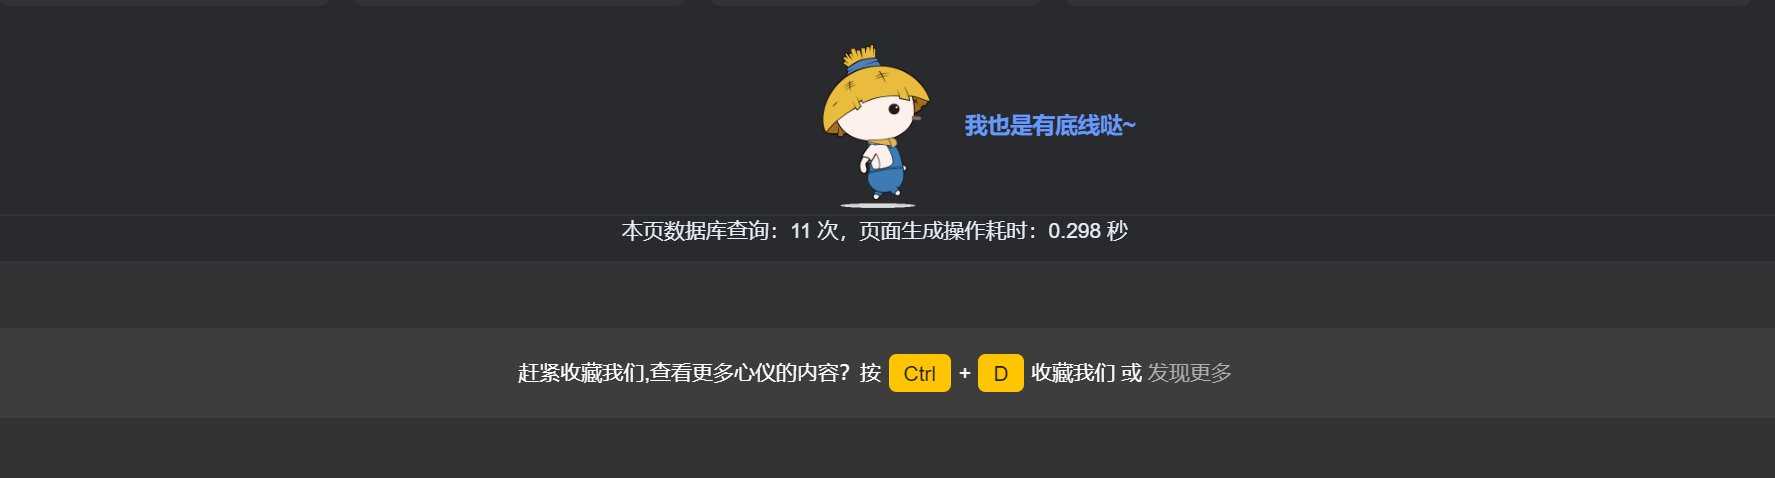 我也是有底线哒~
本页数据库查询：11 次，页面生成操作耗时：0.298 秒
赶紧收藏我们,查看更多心仪的内容？按 Ctrl + D 收藏我们 或 发现更多